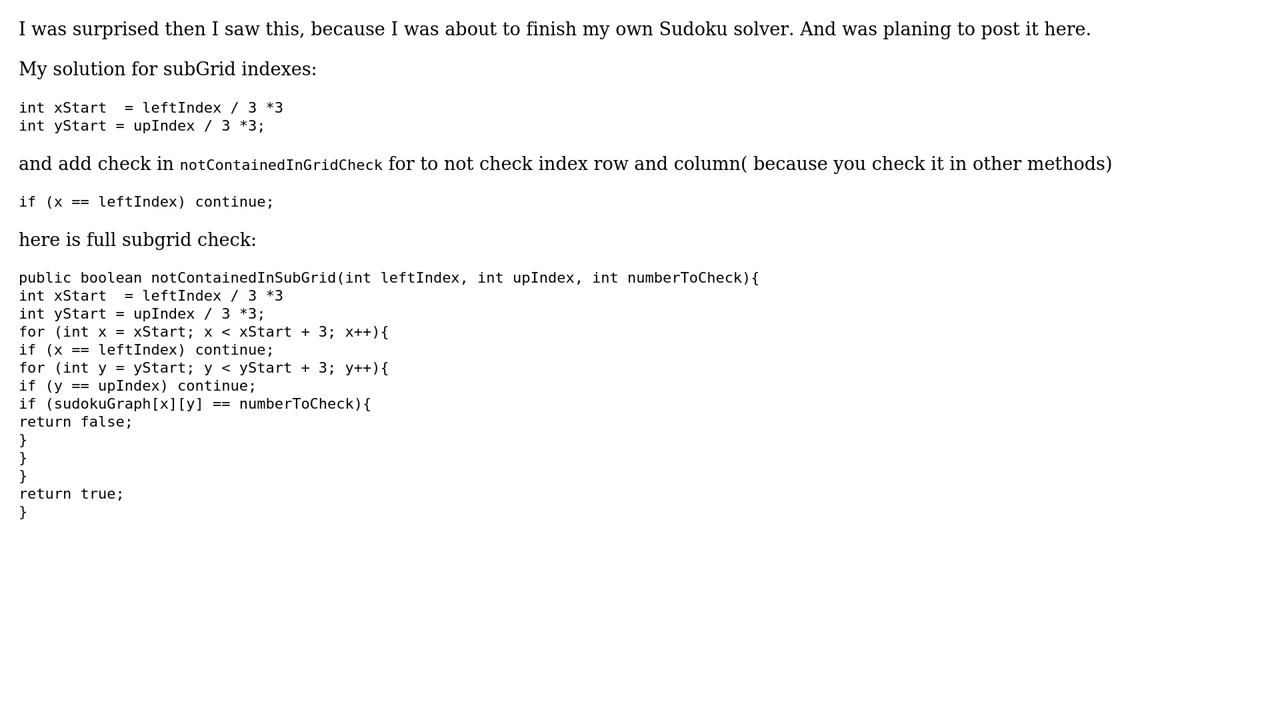 I was surprised then I saw this, because I was about to finish my own Sudoku solver. And was planing to post it here.
My solution for subGrid indexes:
int xStart  = leftIndex / 3 *3
int yStart = upIndex / 3 *3;
and add check in notContainedInGridCheck for to not check index row and column( because you check it in other methods)
if (x == leftIndex) continue;
here is full subgrid check:
public boolean notContainedInSubGrid(int leftIndex, int upIndex, int numberToCheck){
int xStart  = leftIndex / 3 *3
int yStart = upIndex / 3 *3;
for (int x = xStart; x < xStart + 3; x++){
if (x == leftIndex) continue;
for (int y = yStart; y < yStart + 3; y++){
if (y == upIndex) continue;
if (sudokuGraph[x][y] == numberToCheck){
return false;
}
}
}
return true;
}